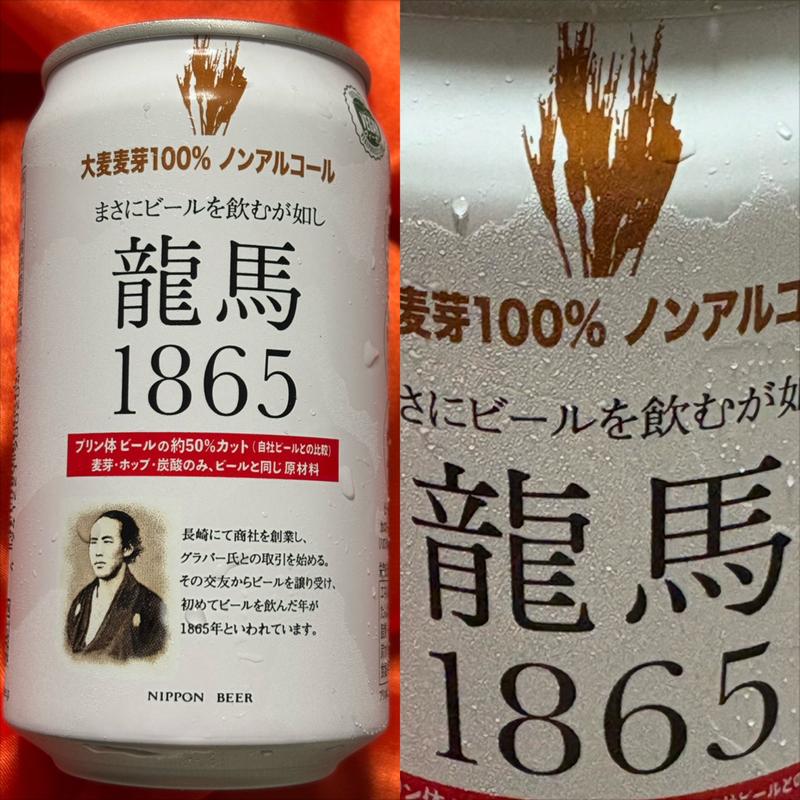 大麦麦芽100% ノンアルコール
まさにビールを飲むが如し
龍馬
1865
プリン体 ビールの約50%カット(自社ビールとの比較)
麦芽・ホップ・炭酸のみ、ビールと同じ原材料
長崎にて商社を創業し、
グラバー氏との取引を始める。
その交友からビールを譲り受け、
初めてビールを飲んだ年が
1865年といわれています。
NIPPON BEER
麦芽100% ノンアルコ
さにビールを飲むが如
龍馬
1865